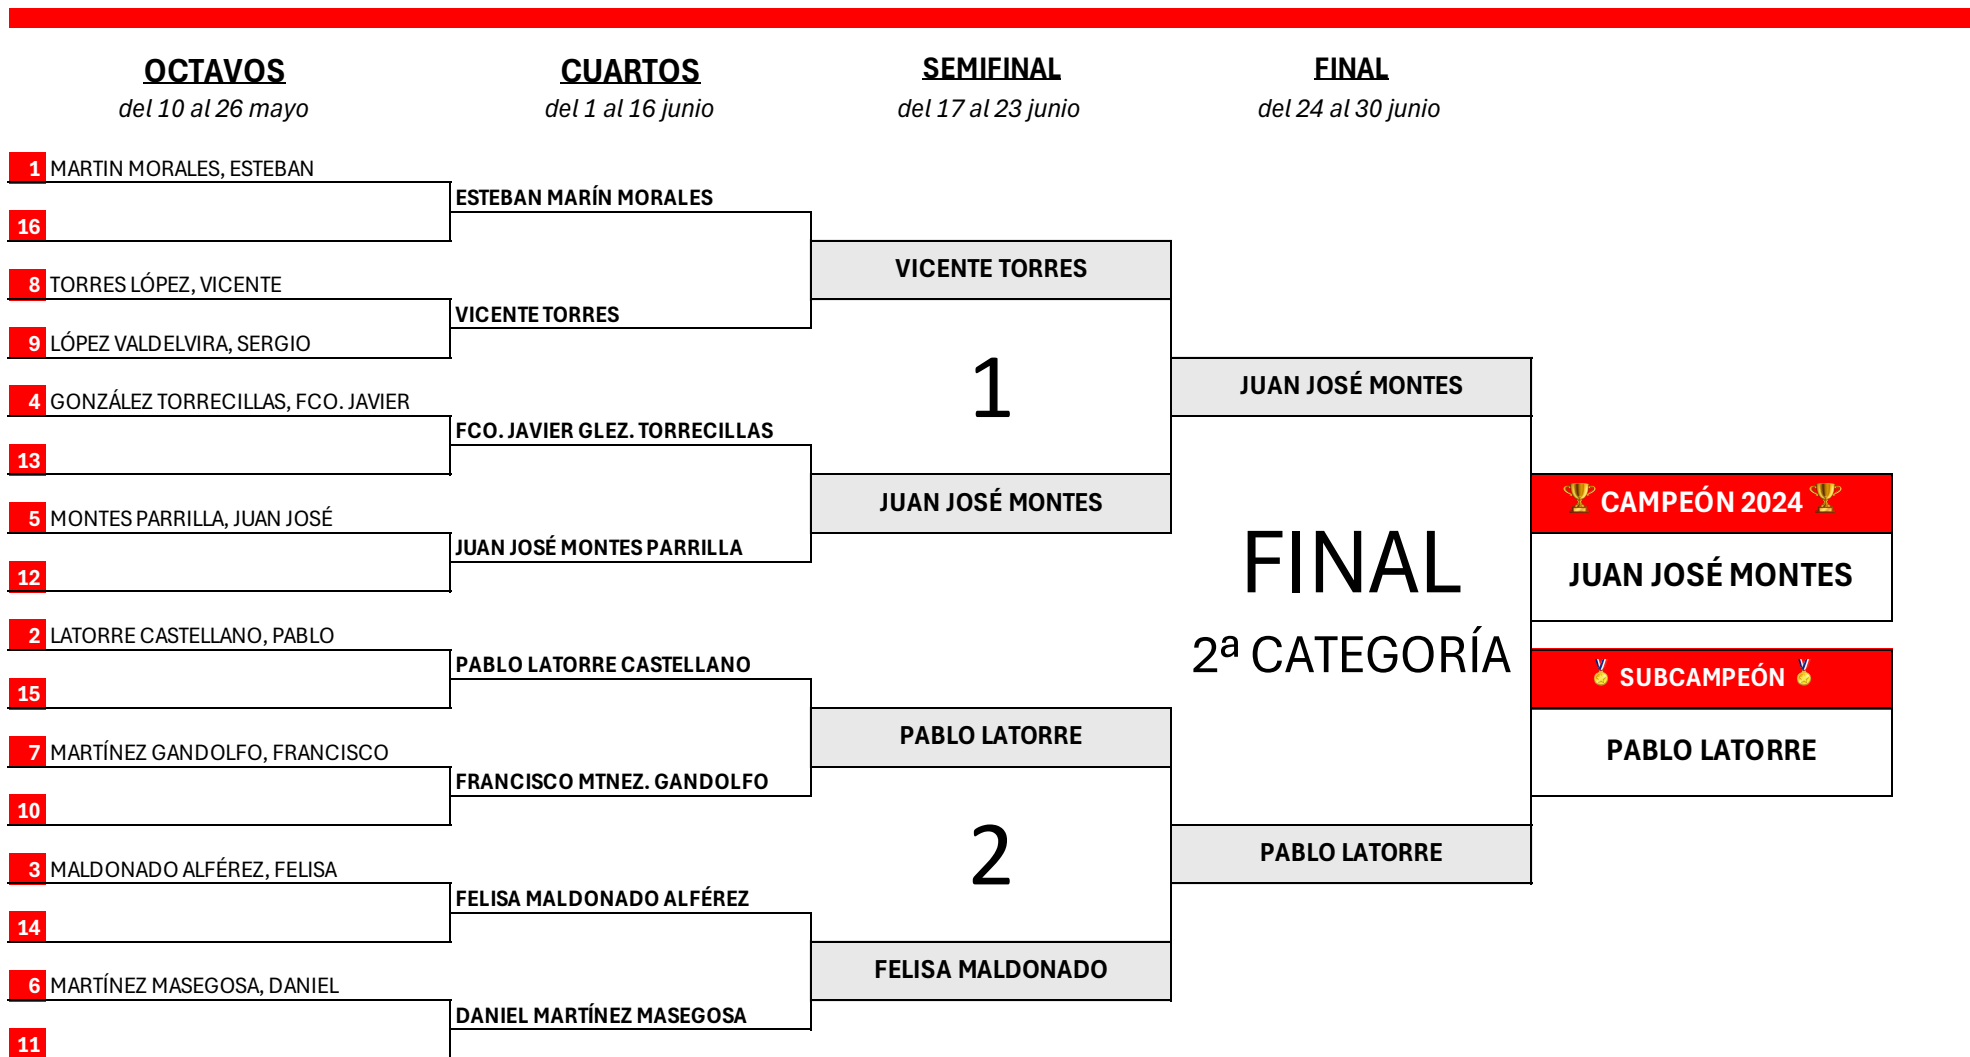 OCTAVOS
del 10 al 26 mayo
CUARTOS
del 1 al 16 junio
SEMIFINAL
del 17 al 23 junio
FINAL
del 24 al 30 junio
1 MARTIN MORALES, ESTEBAN
16
8 TORRES LÓPEZ, VICENTE
9 LÓPEZ VALDELVIRA, SERGIO
4 GONZÁLEZ TORRECILLAS, FCO. JAVIER
13
5 MONTES PARRILLA, JUAN JOSÉ
12
2 LATORRE CASTELLANO, PABLO
15
7 MARTÍNEZ GANDOLFO, FRANCISCO
10
3 MALDONADO ALFÉREZ, FELISA
14
6 MARTÍNEZ MASEGOSA, DANIEL
11
ESTEBAN MARÍN MORALES
VICENTE TORRES
FCO. JAVIER GLEZ. TORRECILLAS
JUAN JOSÉ MONTES PARRILLA
PABLO LATORRE CASTELLANO
FRANCISCO MTNEZ. GANDOLFO
FELISA MALDONADO ALFÉREZ
DANIEL MARTÍNEZ MASEGOSA
VICENTE TORRES
1
JUAN JOSÉ MONTES
PABLO LATORRE
2
FELISA MALDONADO
JUAN JOSÉ MONTES
FINAL
2ª CATEGORÍA
PABLO LATORRE
🏆 CAMPEÓN 2024 🏆
JUAN JOSÉ MONTES
🏅 SUBCAMPEÓN 🏅
PABLO LATORRE